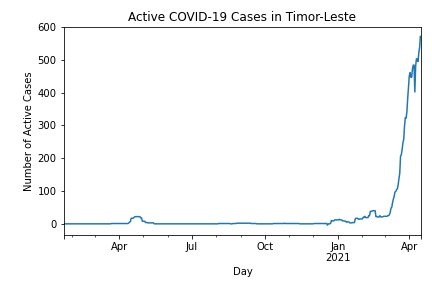 Active COVID-19 Cases in Timor-Leste
Number of Active Cases
600
500
400
300
200
100
0
Apr
Jul
Oct
Jan
2021
Apr
Day